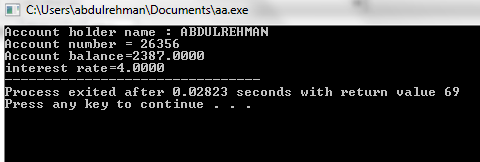 C:\Users\abdulrehman\Documents\aa.exe
Account holder name : ABDULREHMAN
Account number = 26356
Account balance=2387.0000
interest rate=4.0000
--------------------------------
Process exited after 0.02823 seconds with return value 69
Press any key to continue . . .